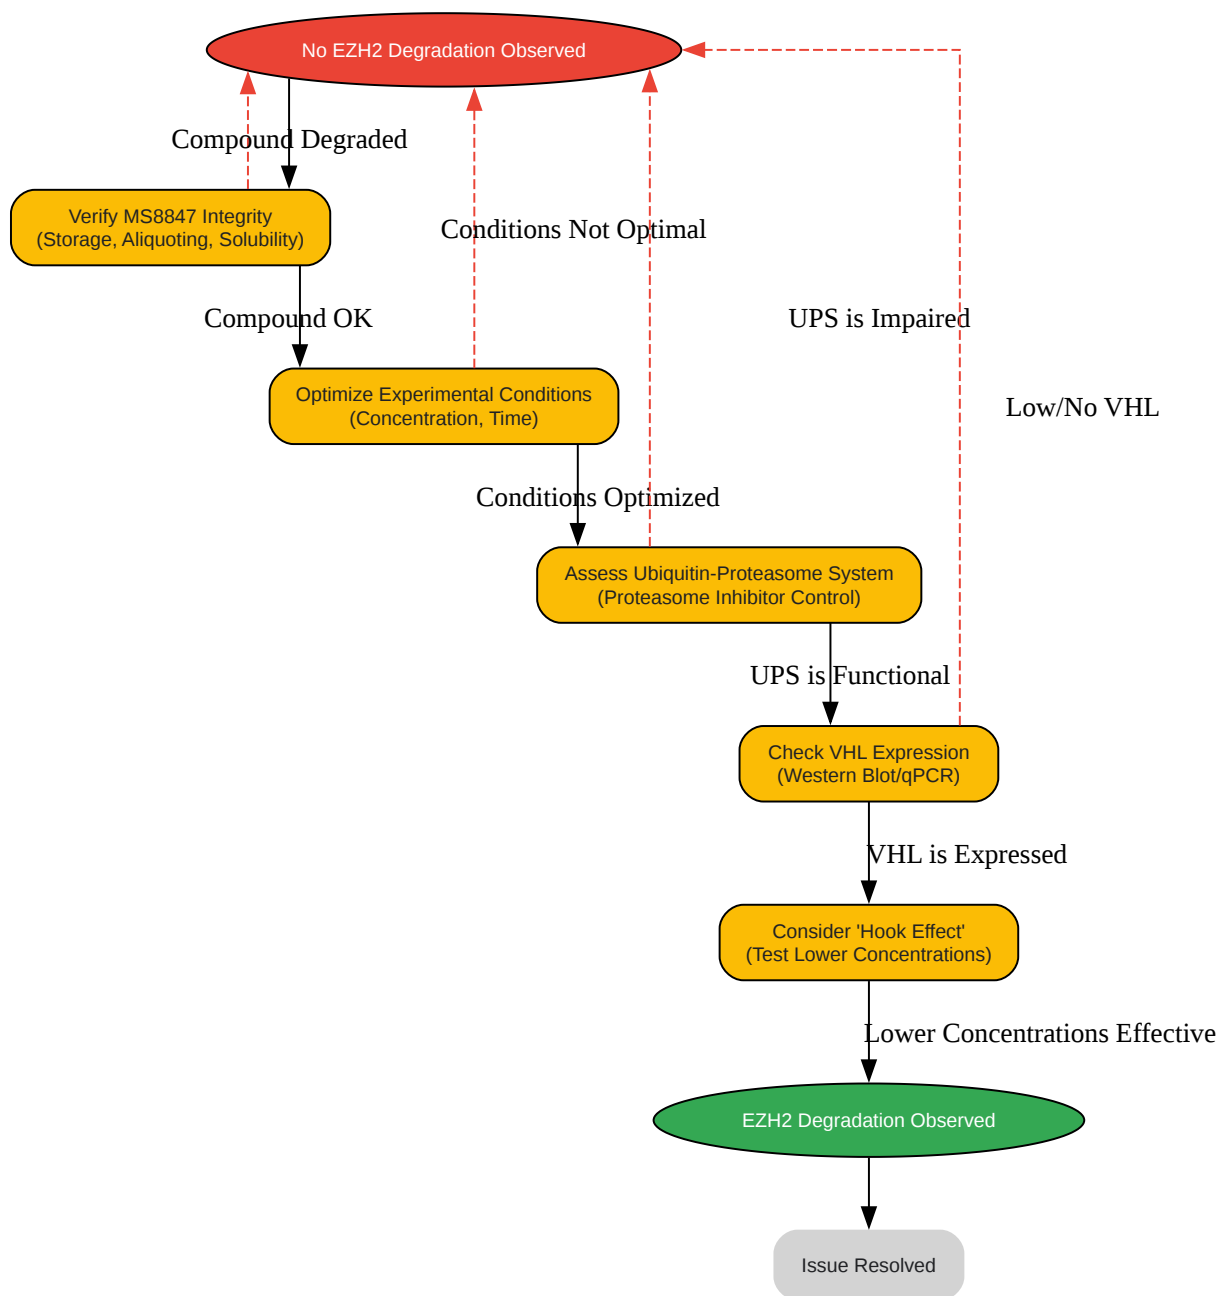 No EZH2 Degradation Observed
Compound Degraded
Verify MS8847 Integrity
(Storage, Aliquoting, Solubility)
Conditions Not Optimal
Compound OK
UPS is Impaired
Optimize Experimental Conditions
(Concentration, Time)
Low/No VHL
Conditions Optimized
Assess Ubiquitin-Proteasome System
(Proteasome Inhibitor Control)
UPS is Functional
Check VHL Expression
(Western Blot/qPCR)
VHL is Expressed
Consider 'Hook Effect'
(Test Lower Concentrations)
Lower Concentrations Effective
EZH2 Degradation Observed
Issue Resolved